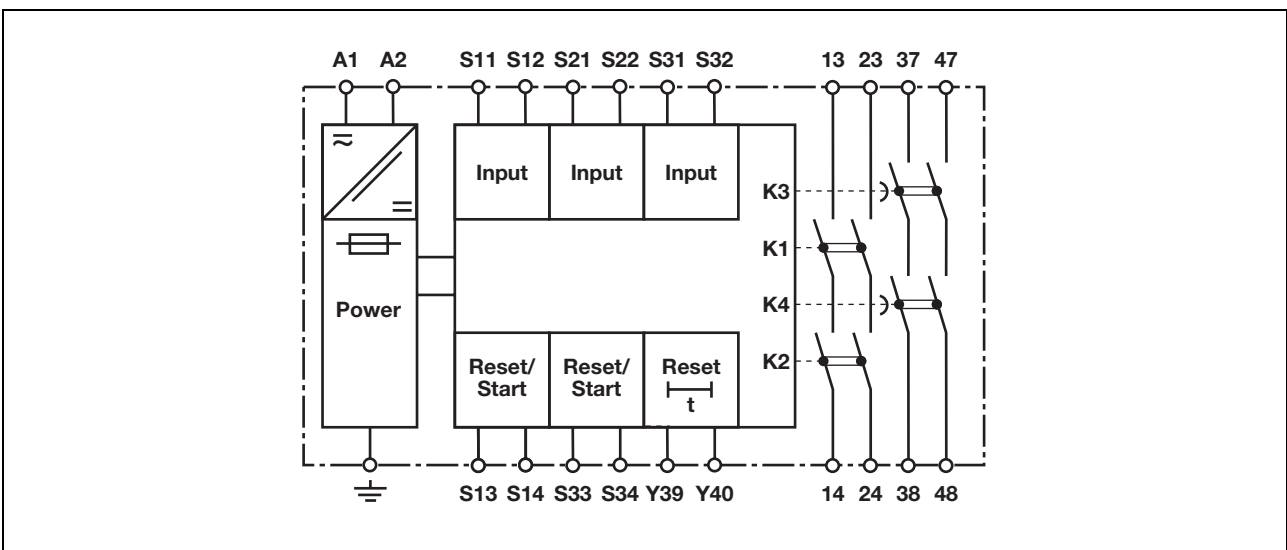 A1 A2 S11 S12 S21 S22 S31 S32 13 23 37 47
Input Input Input
K3
K1
Power
K4
K2
Reset/
Start
Reset/
Start
Reset
t
S13 S14 S33 S34 Y39 Y40 14 24 38 48